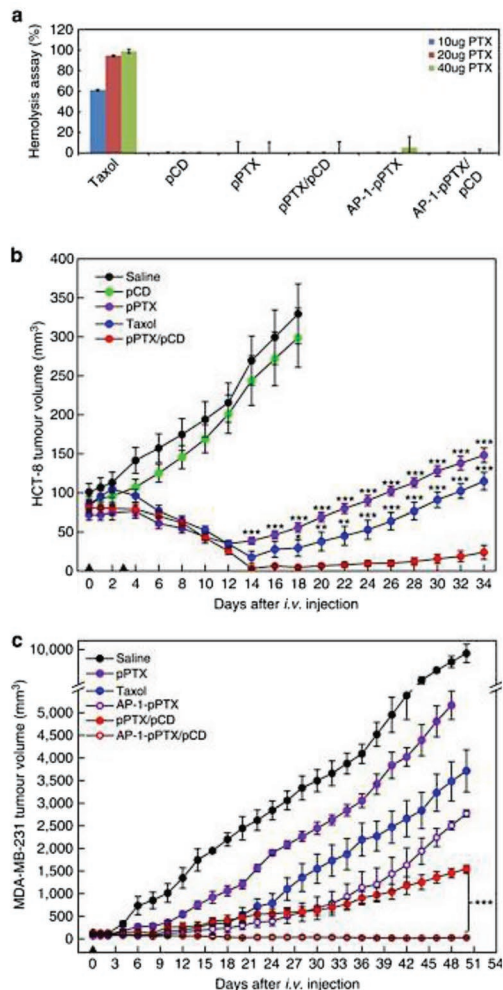 a
Hemolysis assay (%)
120
100
80
60
40
20
0
10ug PTX
20ug PTX
40ug PTX
Taxol
pCD
pPTX
pPTX/pCD
AP-1-pPTX
AP-1-pPTX/
pCD
b
HCT-8 tumour volume (mm³)
400
350
300
250
200
150
100
50
0
Saline
pCD
pPTX
Taxol
pPTX/pCD
0 2 4 6 8 10 12 14 16 18 20 22 24 26 28 30 32 34
Days after i.v. injection
c
MDA-MB-231 tumour volume (mm³)
10,000
5,000
4,500
4,000
3,500
3,000
2,500
2,000
1,500
1,000
500
0
Saline
pPTX
Taxol
AP-1-pPTX
pPTX/pCD
AP-1-pPTX/pCD
***
0 3 6 9 12 15 18 21 24 27 30 33 36 39 42 45 48 51 54
Days after i.v. injection